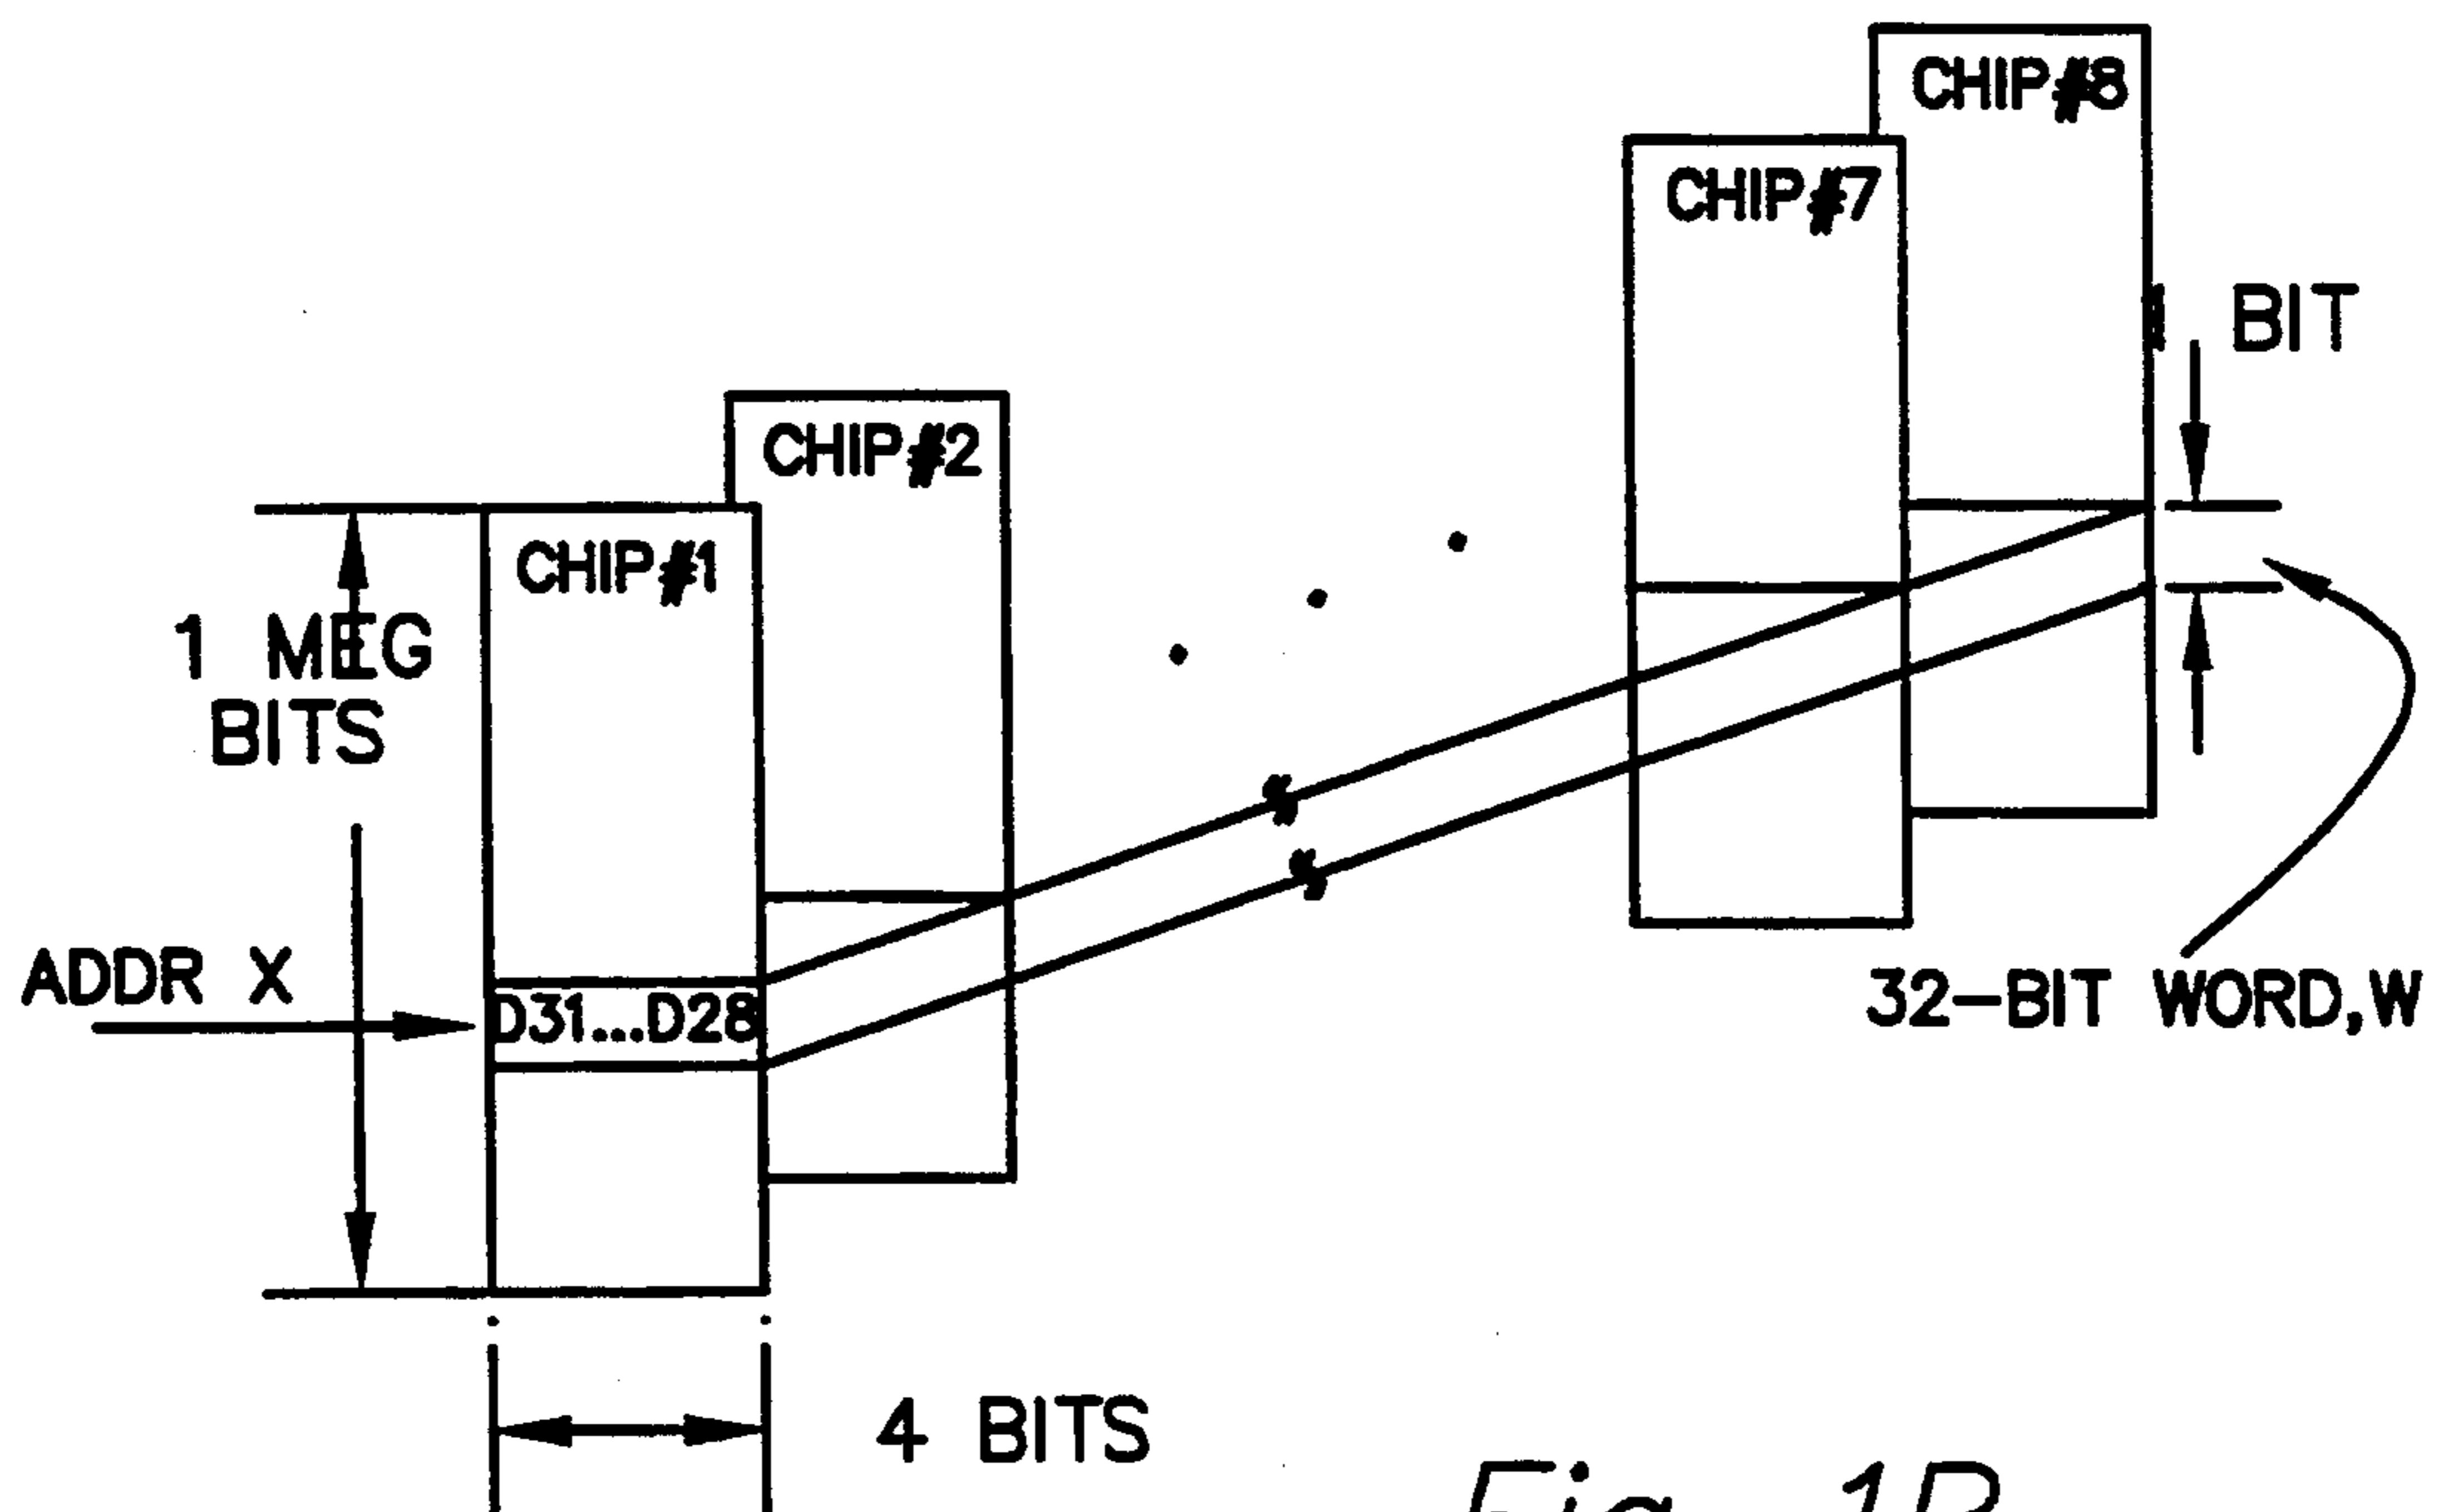 CHIP#8
CHIP#7
1 BIT
CHIP#2
CHIP#1
1 MEG
BITS
ADDR X
D31...D28
32-BIT WORD,W
4 BITS